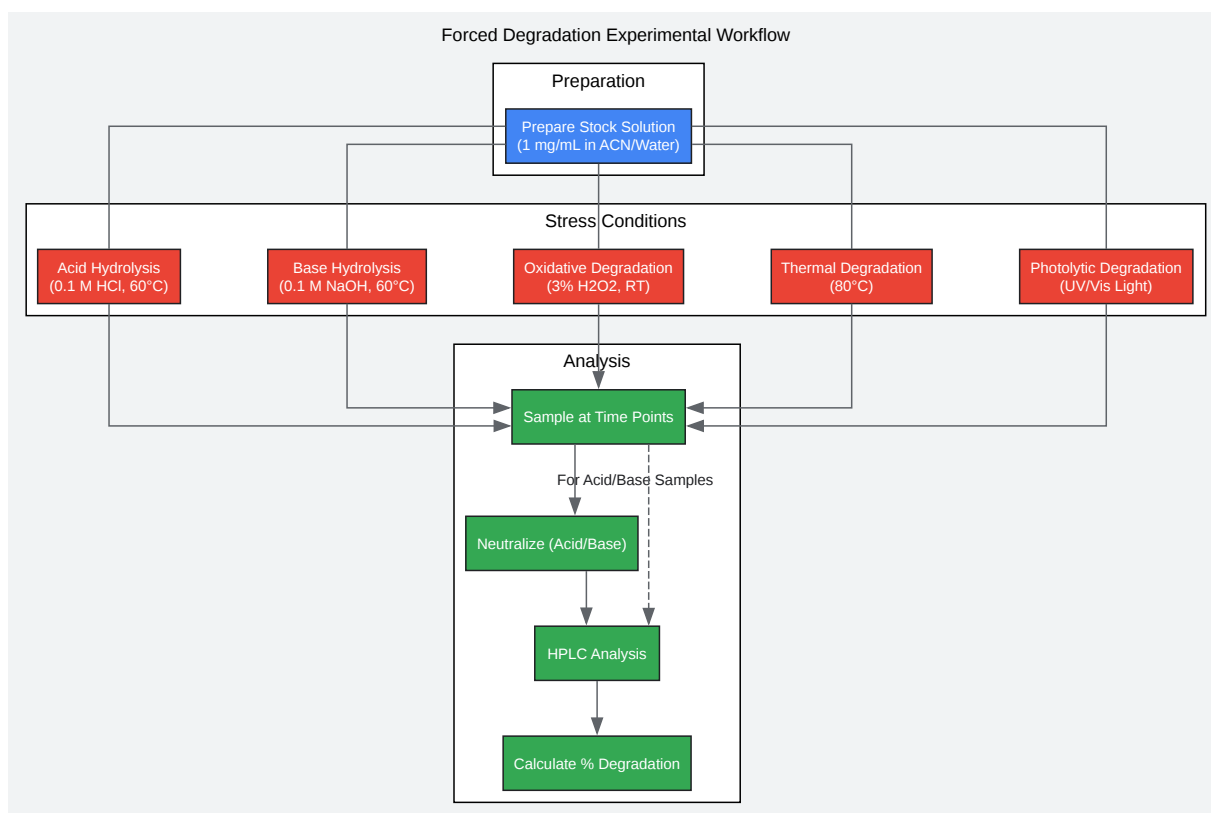 Forced Degradation Experimental Workflow
Preparation
Prepare Stock Solution
(1 mg/mL in ACN/Water)
Stress Conditions
Acid Hydrolysis
(0.1 M HCl, 60°C)
Base Hydrolysis
(0.1 M NaOH, 60°C)
Oxidative Degradation
(3% H2O2, RT)
Thermal Degradation
(80°C)
Photolytic Degradation
(UV/Vis Light)
Analysis
Sample at Time Points
For Acid/Base Samples
Neutralize (Acid/Base)
HPLC Analysis
Calculate % Degradation